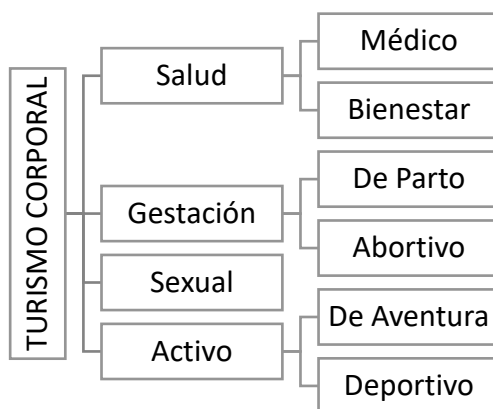 TURISMO CORPORAL
Salud
Médico
Bienestar
Gestación
De Parto
Abortivo
Sexual
Activo
De Aventura
Deportivo